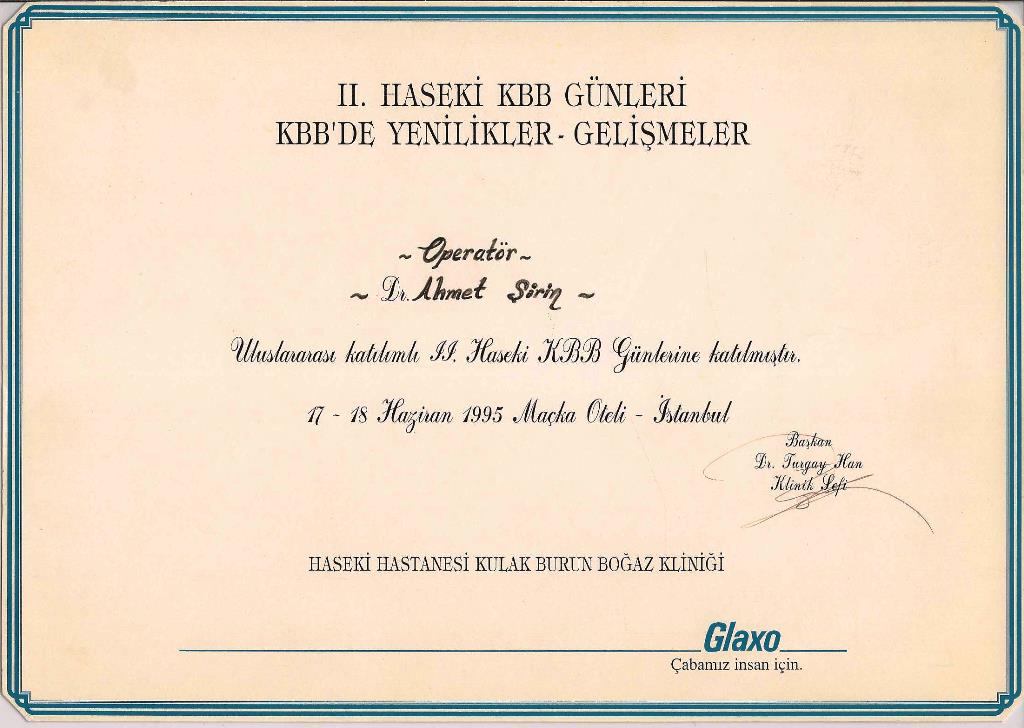 II. HASEKİ KBB GÜNLERİ
KBB'DE YENİLİKLER - GELİŞMELER
~ Operatör ~
~ Dr. Ahmet Şirin ~
Uluslararası katılımlı II. Haseki KBB Günlerine katılmıştır.
17 - 18 Haziran 1995 Maçka Oteli - İstanbul
Başkan
Dr. Turgay Han
Klinik Şefi
HASEKİ HASTANESİ KULAK BURUN BOĞAZ KLİNİĞİ
Glaxo
Çabamız insan için.